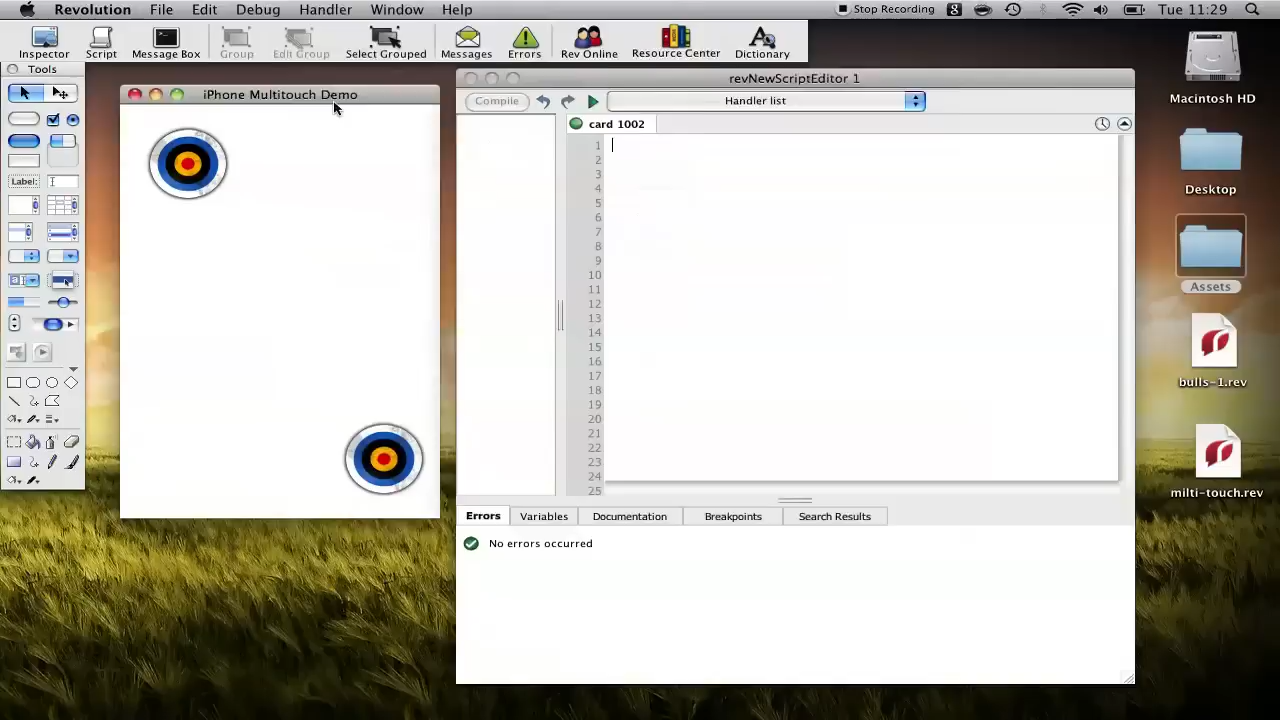 Revolution File Edit Debug Handler Window Help Stop Recording Tue 11:29
Inspector Script Message Box Group Edit Group Select Grouped Messages Errors Rev Online Resource Center Dictionary
Tools
Label:
iPhone Multitouch Demo
revNewScriptEditor 1
Compile Handler list
card 1002
1
2
3
4
5
6
7
8
9
10
11
12
13
14
15
16
17
18
19
20
21
22
23
24
25
Errors Variables Documentation Breakpoints Search Results
No errors occurred
Macintosh HD
Desktop
Assets
bulls-1.rev
milti-touch.rev